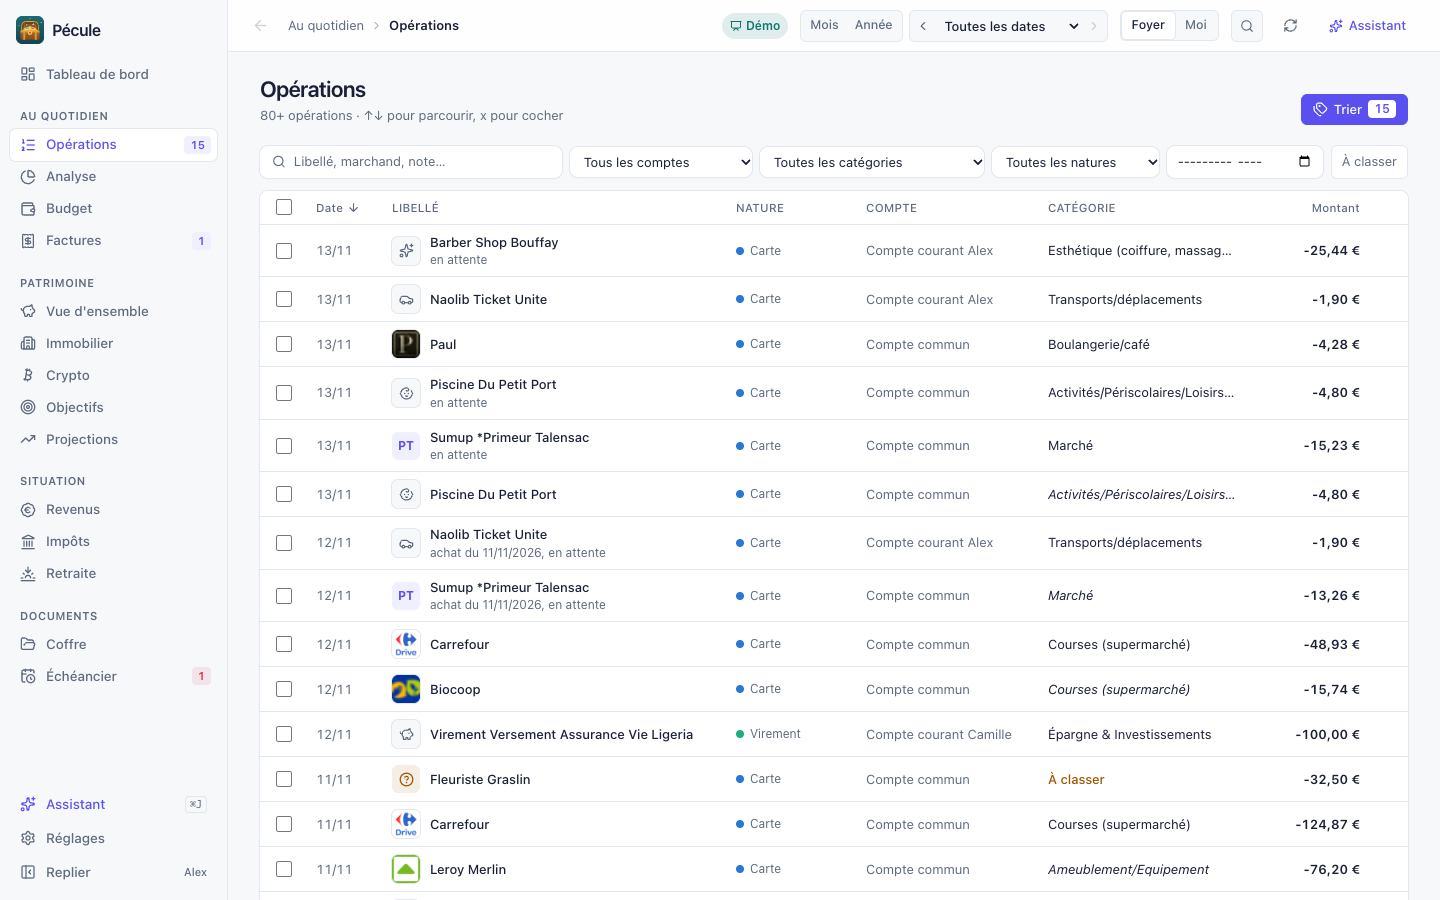 Pécule
Tableau de bord
AU QUOTIDIEN
Opérations 15
Analyse
Budget
Factures 1
PATRIMOINE
Vue d'ensemble
Immobilier
Crypto
Objectifs
Projections
SITUATION
Revenus
Impôts
Retraite
DOCUMENTS
Coffre
Échéancier 1
Assistant ⌘J
Réglages
Replier Alex
Au quotidien Opérations Démo Mois Année Toutes les dates Foyer Moi Assistant
Opérations
80+ opérations · ↑↓ pour parcourir, x pour cocher
Trier 15
Libellé, marchand, note... Tous les comptes Toutes les catégories Toutes les natures --------- ---- À classer
Date ↓ LIBELLÉ NATURE COMPTE CATÉGORIE Montant
13/11 Barber Shop Bouffay Carte Compte courant Alex Esthétique (coiffure, massag... -25,44 €
en attente
13/11 Naolib Ticket Unite Carte Compte courant Alex Transports/déplacements -1,90 €
13/11 P Paul Carte Compte commun Boulangerie/café -4,28 €
13/11 Piscine Du Petit Port Carte Compte commun Activités/Périscolaires/Loisirs... -4,80 €
en attente
13/11 PT Sumup *Primeur Talensac Carte Compte commun Marché -15,23 €
en attente
13/11 Piscine Du Petit Port Carte Compte commun Activités/Périscolaires/Loisirs... -4,80 €
12/11 Naolib Ticket Unite Carte Compte courant Alex Transports/déplacements -1,90 €
achat du 11/11/2026, en attente
12/11 PT Sumup *Primeur Talensac Carte Compte commun Marché -13,26 €
achat du 11/11/2026, en attente
12/11 Drive Carrefour Carte Compte commun Courses (supermarché) -48,93 €
12/11 Biocoop Carte Compte commun Courses (supermarché) -15,74 €
12/11 Virement Versement Assurance Vie Ligeria Virement Compte courant Camille Épargne & Investissements -100,00 €
11/11 Fleuriste Graslin Carte Compte commun À classer -32,50 €
11/11 Drive Carrefour Carte Compte commun Courses (supermarché) -124,87 €
11/11 Leroy Merlin Carte Compte commun Ameublement/Equipement -76,20 €